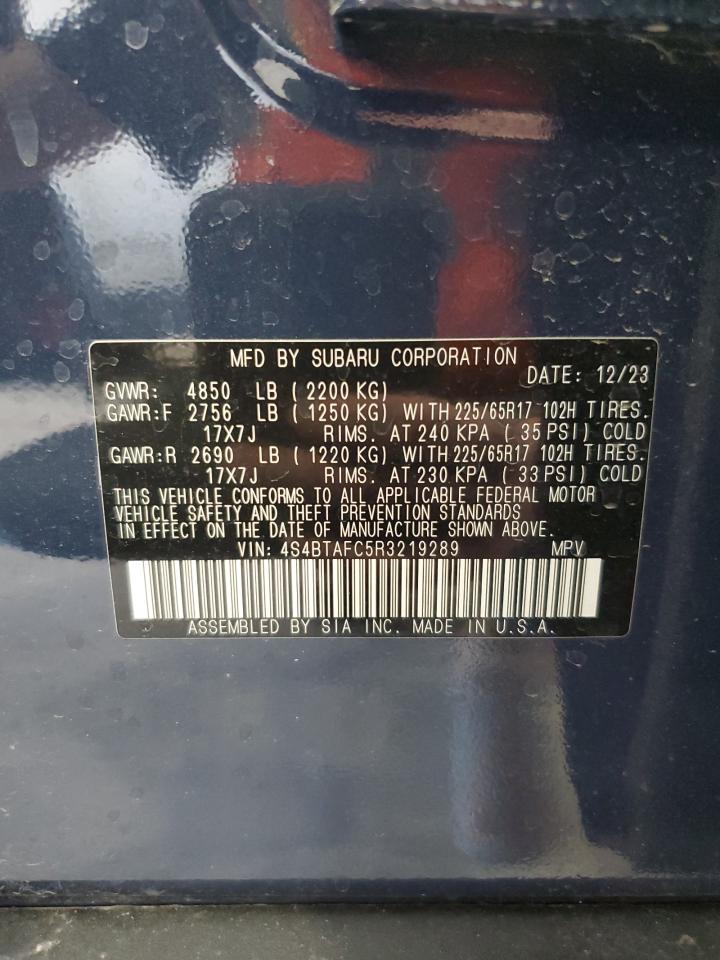 MFD BY SUBARU CORPORATION
DATE: 12/23
GVWR: 4850 LB ( 2200 KG)
GAWR:F 2756 LB ( 1250 KG) WITH 225/65R17 102H TIRES.
17X7J RIMS. AT 240 KPA ( 35 PSI) COLD
GAWR:R 2690 LB ( 1220 KG) WITH 225/65R17 102H TIRES.
17X7J RIMS. AT 230 KPA ( 33 PSI) COLD
THIS VEHICLE CONFORMS TO ALL APPLICABLE FEDERAL MOTOR
VEHICLE SAFETY AND THEFT PREVENTION STANDARDS
IN EFFECT ON THE DATE OF MANUFACTURE SHOWN ABOVE.
VIN: 4S4BTAFC5R3219289 MPV
ASSEMBLED BY SIA INC. MADE IN U.S.A.